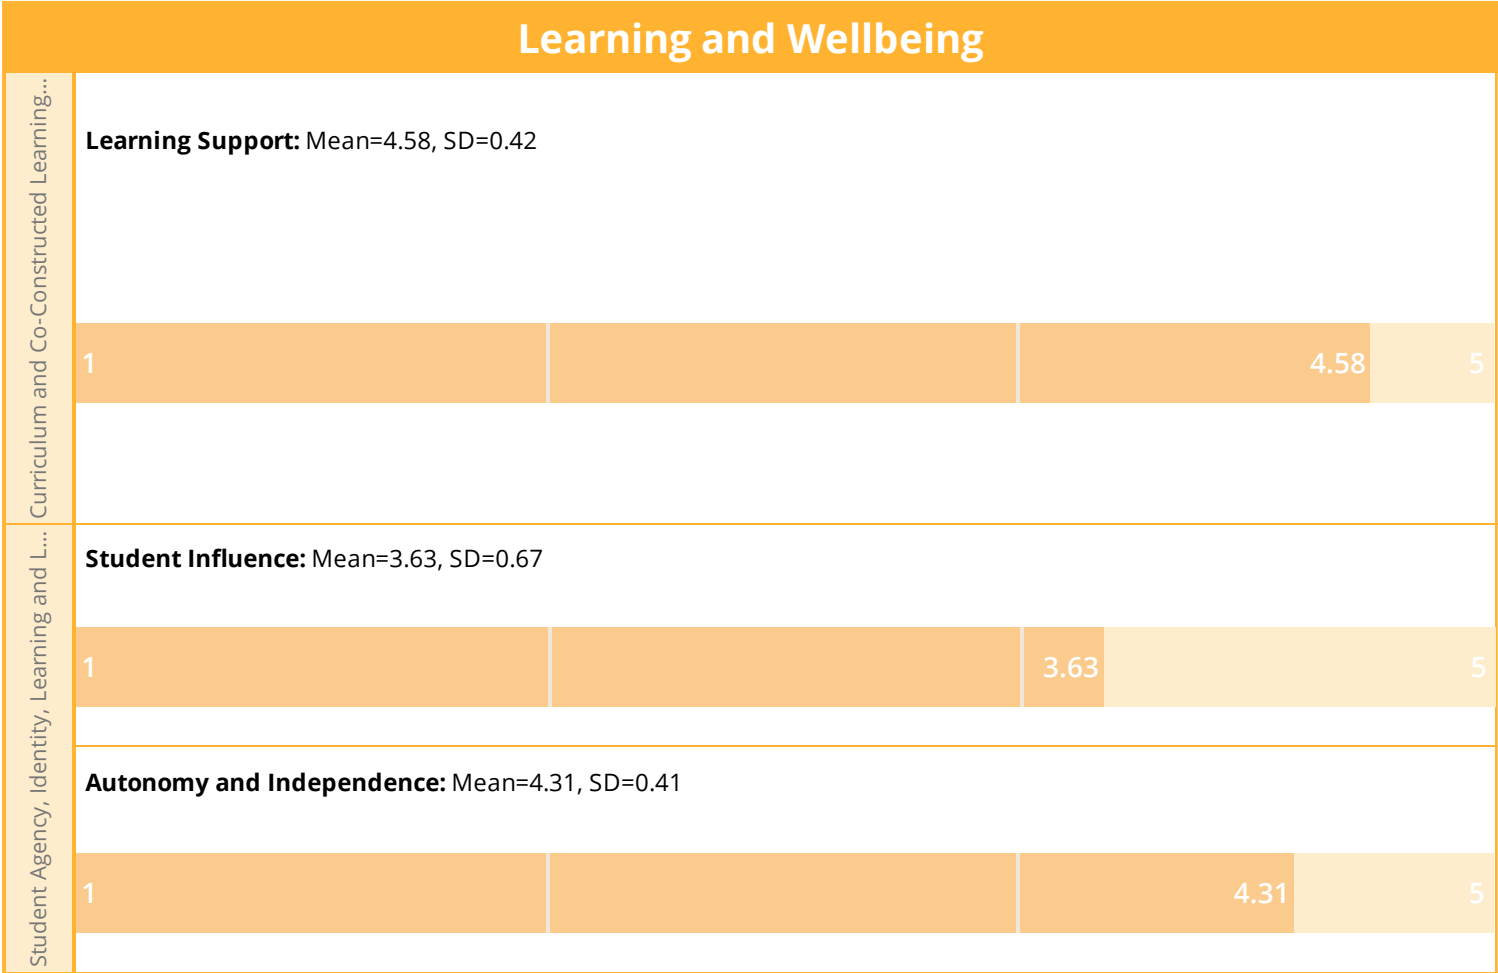 Learning and Wellbeing
Curriculum and Co-Constructed Learning...
Learning Support: Mean=4.58, SD=0.42
1 4.58 5
Student Agency, Identity, Learning and L...
Student Influence: Mean=3.63, SD=0.67
1 3.63 5
Autonomy and Independence: Mean=4.31, SD=0.41
1 4.31 5